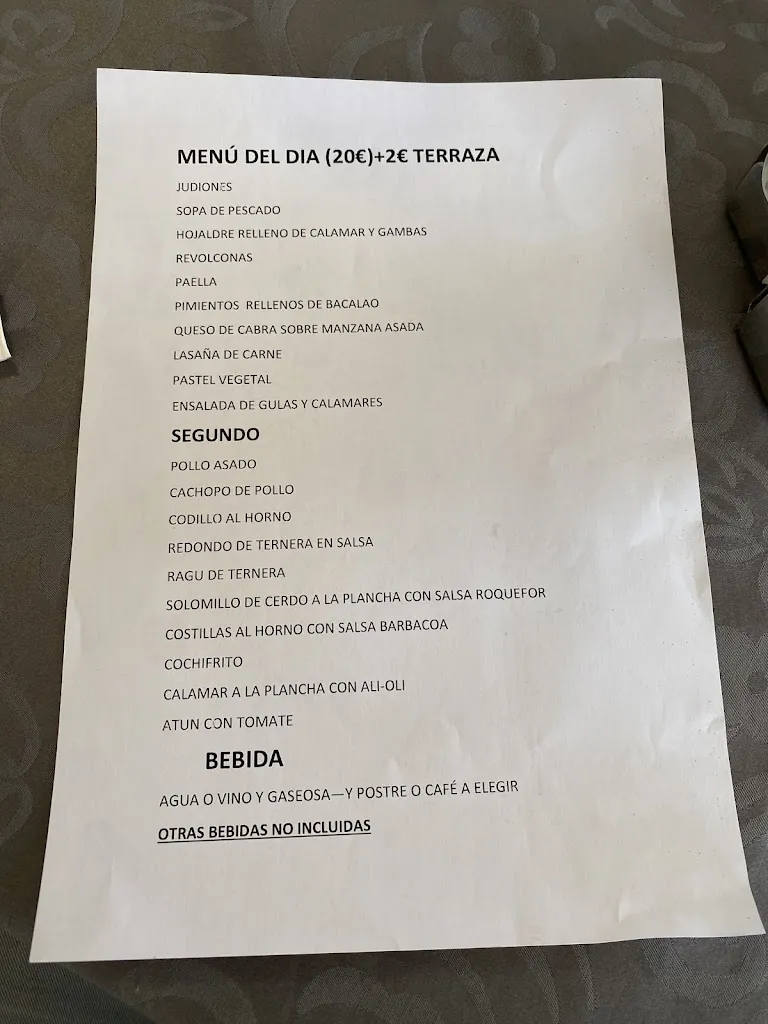 MENÚ DEL DIA (20€)+2€ TERRAZA
JUDIONES
SOPA DE PESCADO
HOJALDRE RELLENO DE CALAMAR Y GAMBAS
REVOLCONAS
PAELLA
PIMIENTOS RELLENOS DE BACALAO
QUESO DE CABRA SOBRE MANZANA ASADA
LASAÑA DE CARNE
PASTEL VEGETAL
ENSALADA DE GULAS Y CALAMARES
SEGUNDO
POLLO ASADO
CACHOPO DE POLLO
CODILLO AL HORNO
REDONDO DE TERNERA EN SALSA
RAGU DE TERNERA
SOLOMILLO DE CERDO A LA PLANCHA CON SALSA ROQUEFOR
COSTILLAS AL HORNO CON SALSA BARBACOA
COCHIFRITO
CALAMAR A LA PLANCHA CON ALI-OLI
ATUN CON TOMATE
BEBIDA
AGUA O VINO Y GASEOSA—Y POSTRE O CAFÉ A ELEGIR
OTRAS BEBIDAS NO INCLUIDAS